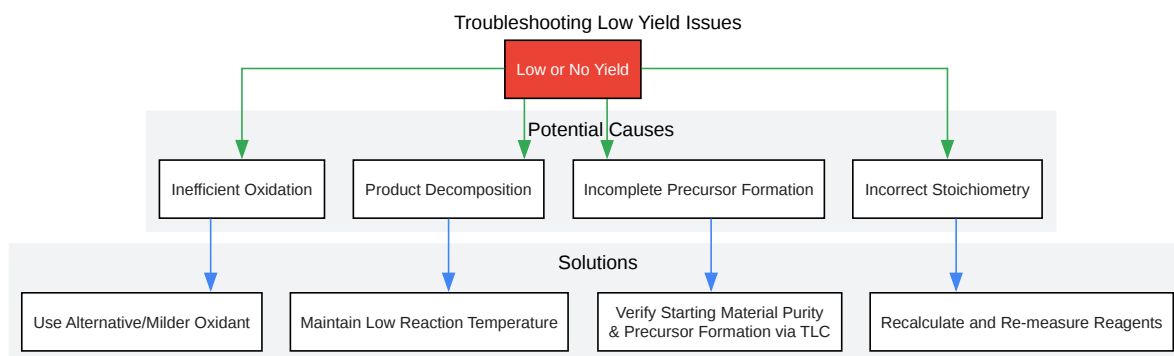 Troubleshooting Low Yield Issues
Low or No Yield
Potential Causes
Inefficient Oxidation
Product Decomposition
Incomplete Precursor Formation
Incorrect Stoichiometry
Solutions
Use Alternative/Milder Oxidant
Maintain Low Reaction Temperature
Verify Starting Material Purity
& Precursor Formation via TLC
Recalculate and Re-measure Reagents